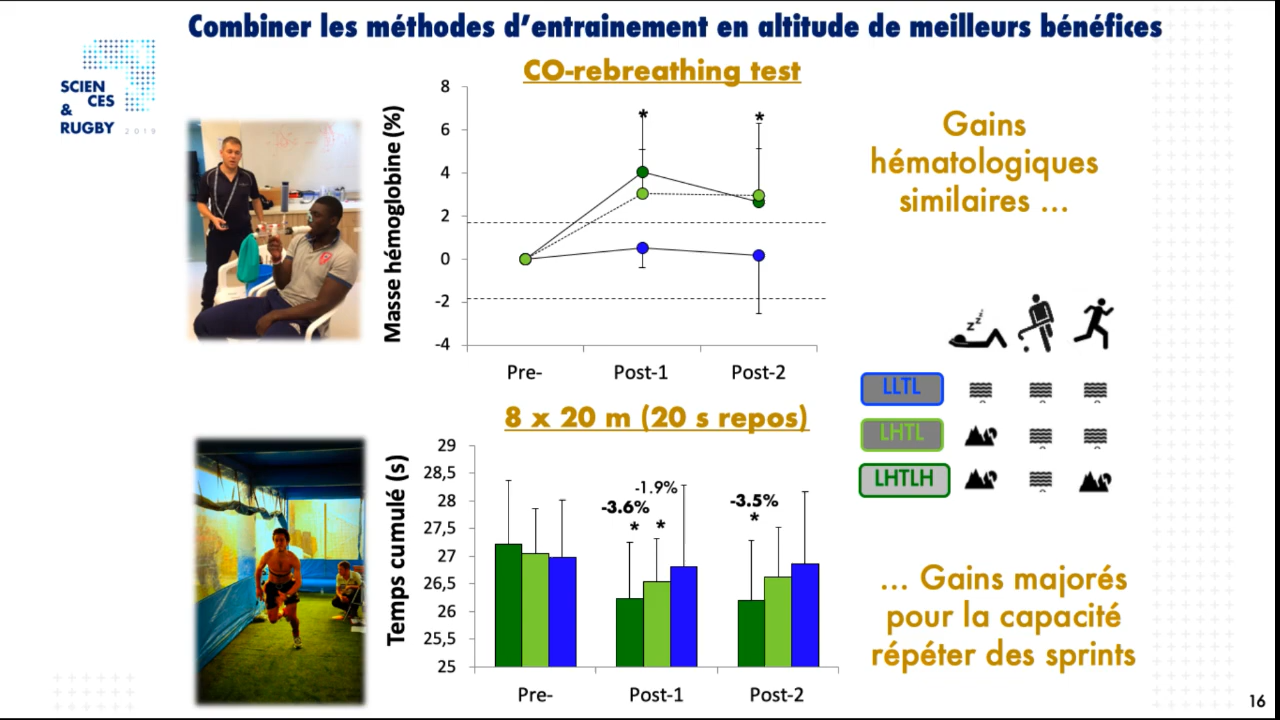 Combiner les méthodes d’entrainement en altitude de meilleurs bénéfices
SCIEN
CES
&
RUGBY 2019
CO-rebreathing test
Masse hémoglobine (%)
8
6
4
2
0
-2
-4
*
*
Pre-
Post-1
Post-2
Gains
hématologiques
similaires ...
z z z
LLTL
LHTL
LHTLH
8 x 20 m (20 s repos)
Temps cumulé (s)
29
28,5
28
27,5
27
26,5
26
25,5
25
-3.6%
*
-1.9%
*
-3.5%
*
Pre-
Post-1
Post-2
... Gains majorés
pour la capacité
répéter des sprints
16